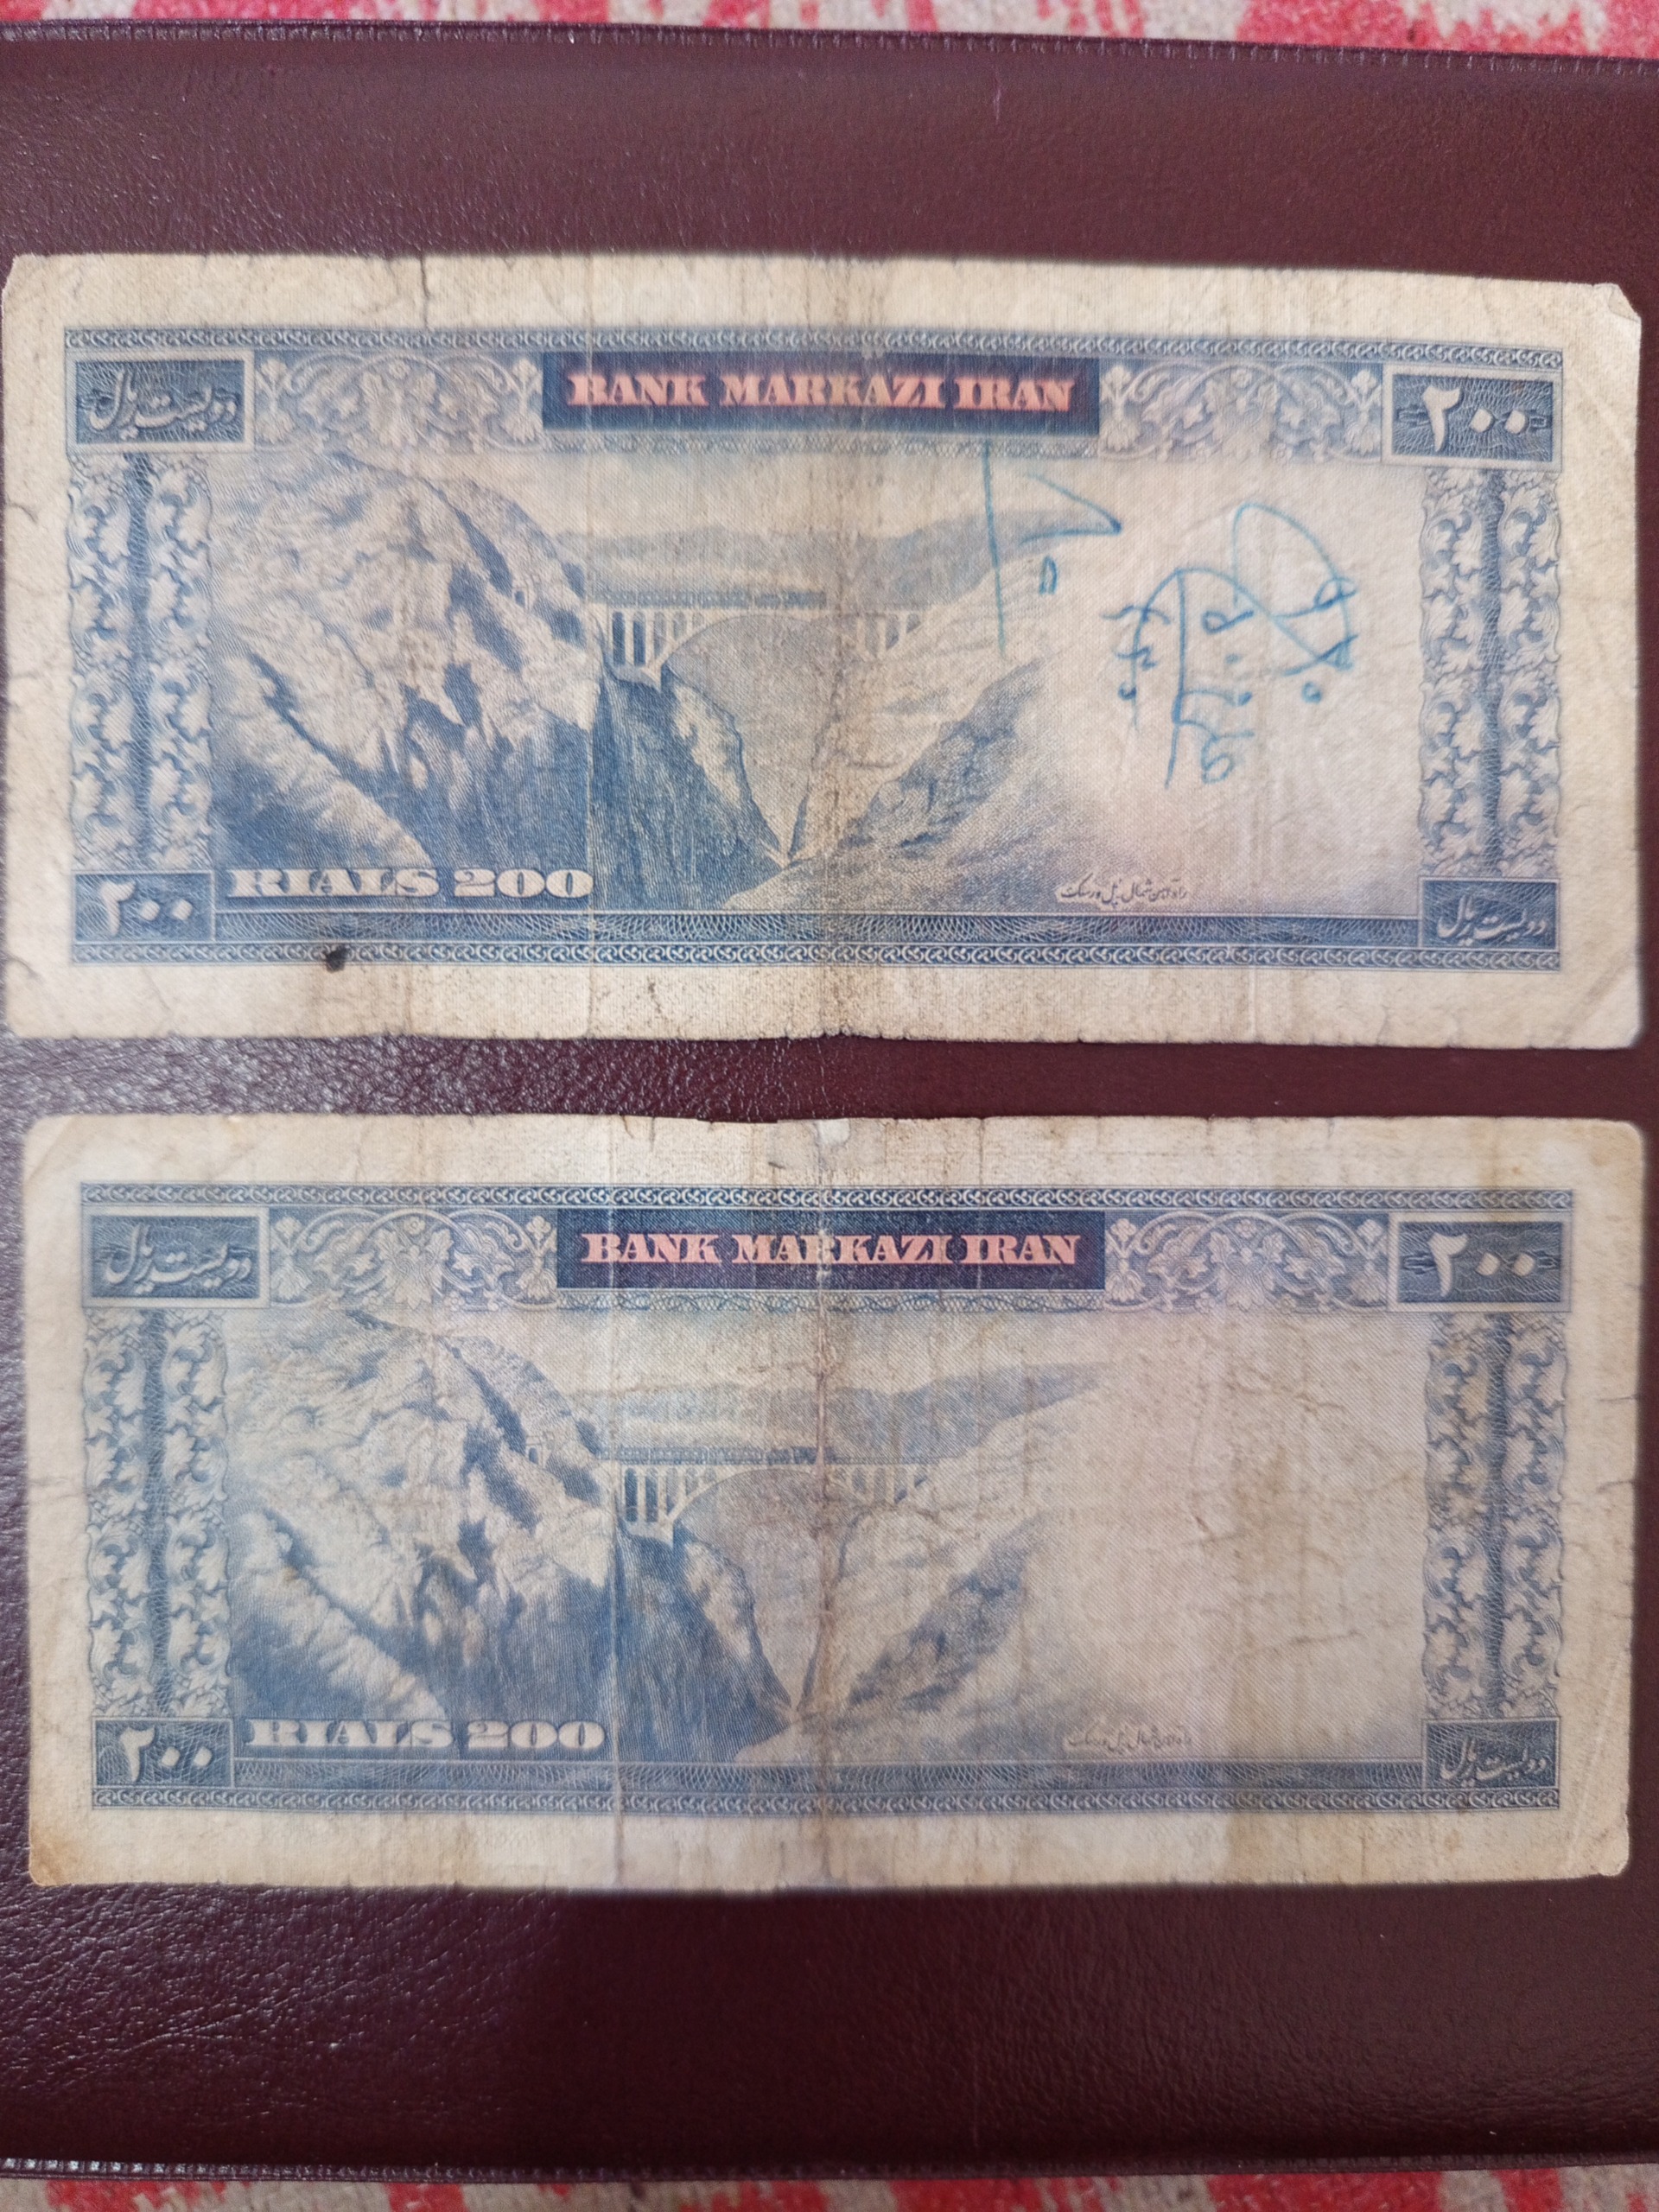 دویست ریال
BANK MARKAZI IRAN
۲۰۰
۲۰۰
RIALS 200
راه آهن شمال پل ورسک
دویست ریال
دویست ریال
BANK MARKAZI IRAN
۲۰۰
۲۰۰
RIALS 200
راه آهن شمال پل ورسک
دویست ریال